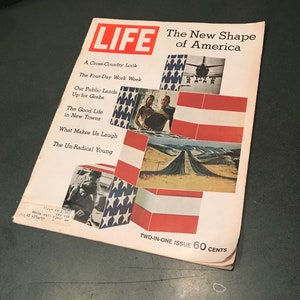 LIFE
The New Shape
of America
A Cross-Country Look
The Four-Day Work Week
Our Public Lands
Up for Grabs
The Good Life
in New Towns
What Makes Us Laugh
The Un-Radical Young
TWO-IN-ONE ISSUE 60 CENTS